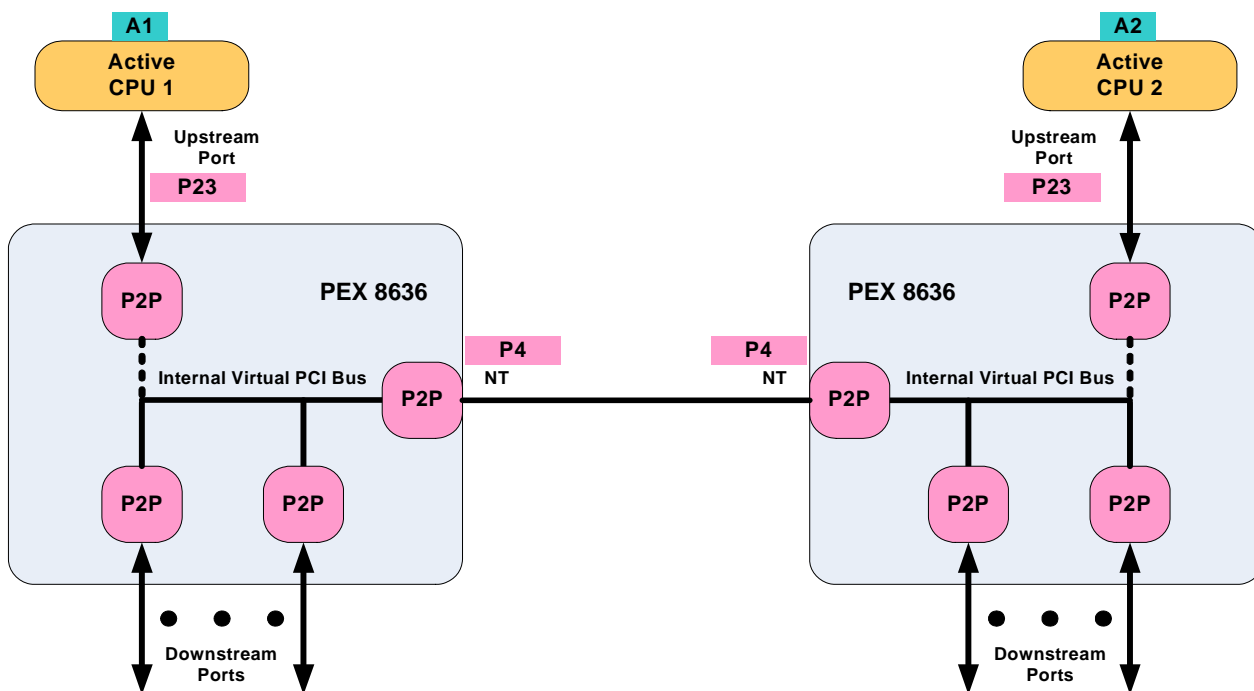 A1
Active
CPU 1
A2
Active
CPU 2
Upstream
Port
P23
Upstream
Port
P23
P2P
PEX 8636
PEX 8636
P2P
P4
NT
P4
NT
Internal Virtual PCI Bus
P2P
P2P
Internal Virtual PCI Bus
P2P
P2P
P2P
P2P
Downstream
Ports
Downstream
Ports